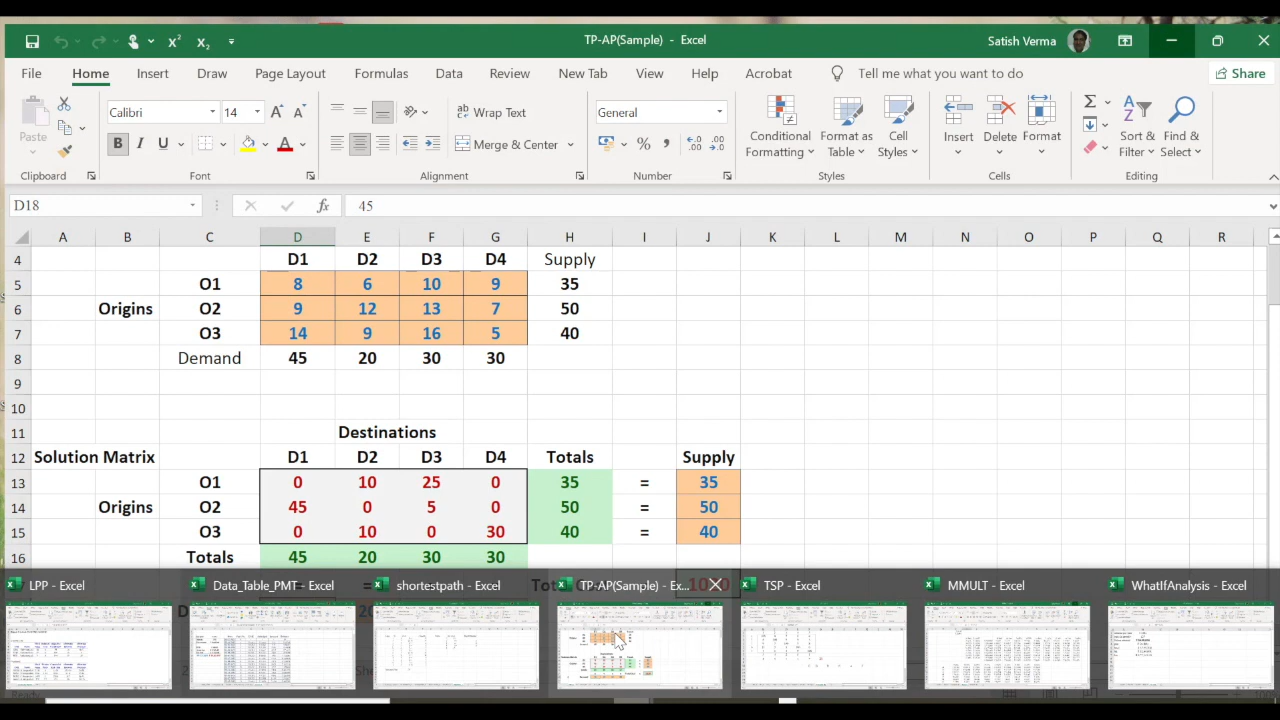 TP-AP(Sample) - Excel
Satish Verma
File Home Insert Draw Page Layout Formulas Data Review New Tab View Help Acrobat Tell me what you want to do Share
Paste
Calibri 14
Wrap Text
General
Merge & Center
Conditional Formatting
Format as Table
Cell Styles
Insert Delete Format
Sort & Filter
Find & Select
Clipboard Font Alignment Number Styles Cells Editing
D18 fx 45
A B C D E F G H I J K L M N O P Q R
4 D1 D2 D3 D4 Supply
5 O1 8 6 10 9 35
6 Origins O2 9 12 13 7 50
7 O3 14 9 16 5 40
8 Demand 45 20 30 30
9
10
11 Destinations
12 Solution Matrix D1 D2 D3 D4 Totals Supply
13 O1 0 10 25 0 35 = 35
14 Origins O2 45 0 5 0 50 = 50
15 O3 0 10 0 30 40 = 40
16 Totals 45 20 30 30
LPP - Excel Data_Table_PMT - Excel shortestpath - Excel TP-AP(Sample) - Ex... TSP - Excel MMULT - Excel WhatIfAnalysis - Excel